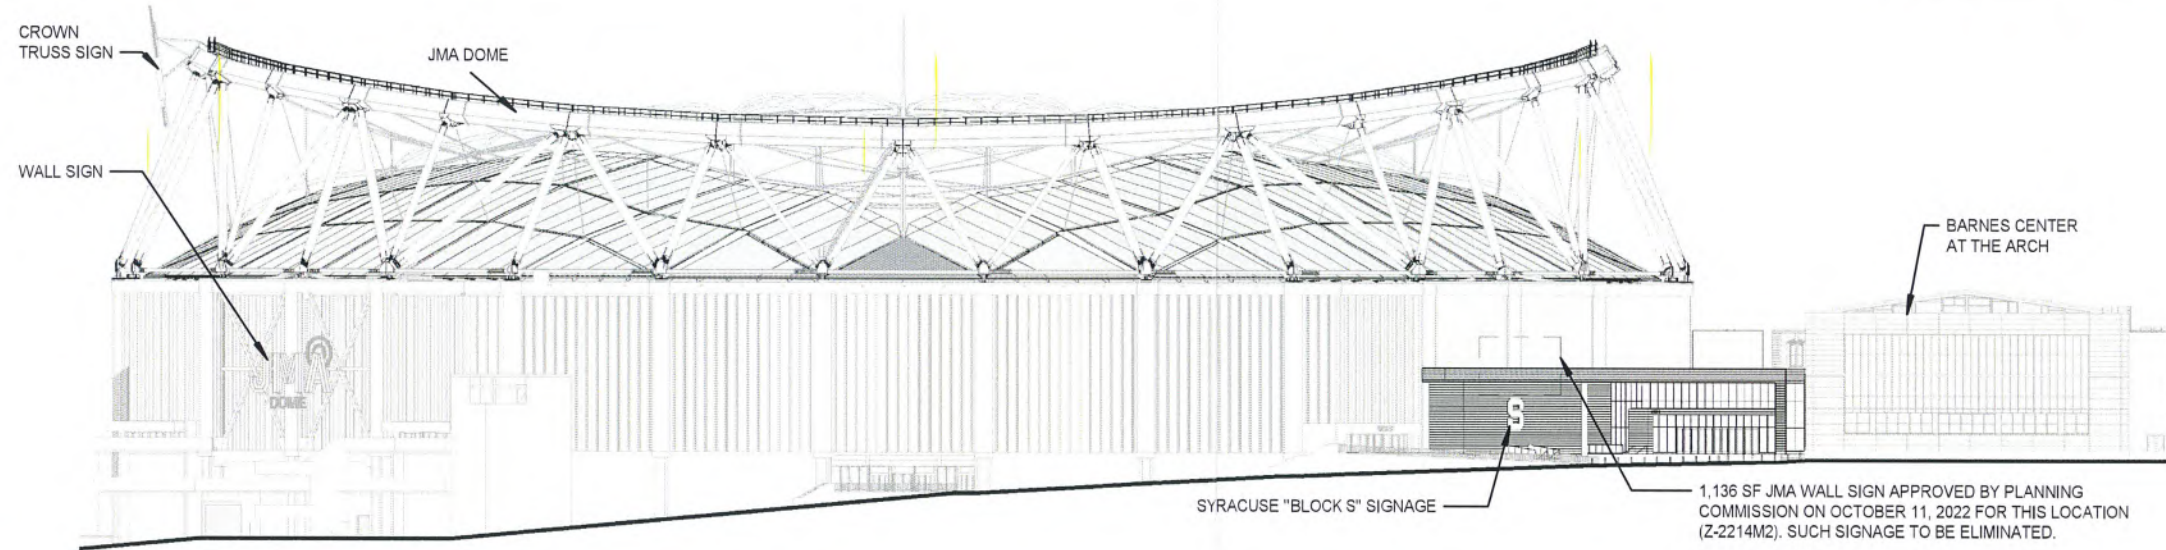 CROWN
TRUSS SIGN
JMA DOME
WALL SIGN
BARNES CENTER
AT THE ARCH
JMA
DOME
S
SYRACUSE "BLOCK S" SIGNAGE
1,136 SF JMA WALL SIGN APPROVED BY PLANNING
COMMISSION ON OCTOBER 11, 2022 FOR THIS LOCATION
(Z-2214M2). SUCH SIGNAGE TO BE ELIMINATED.